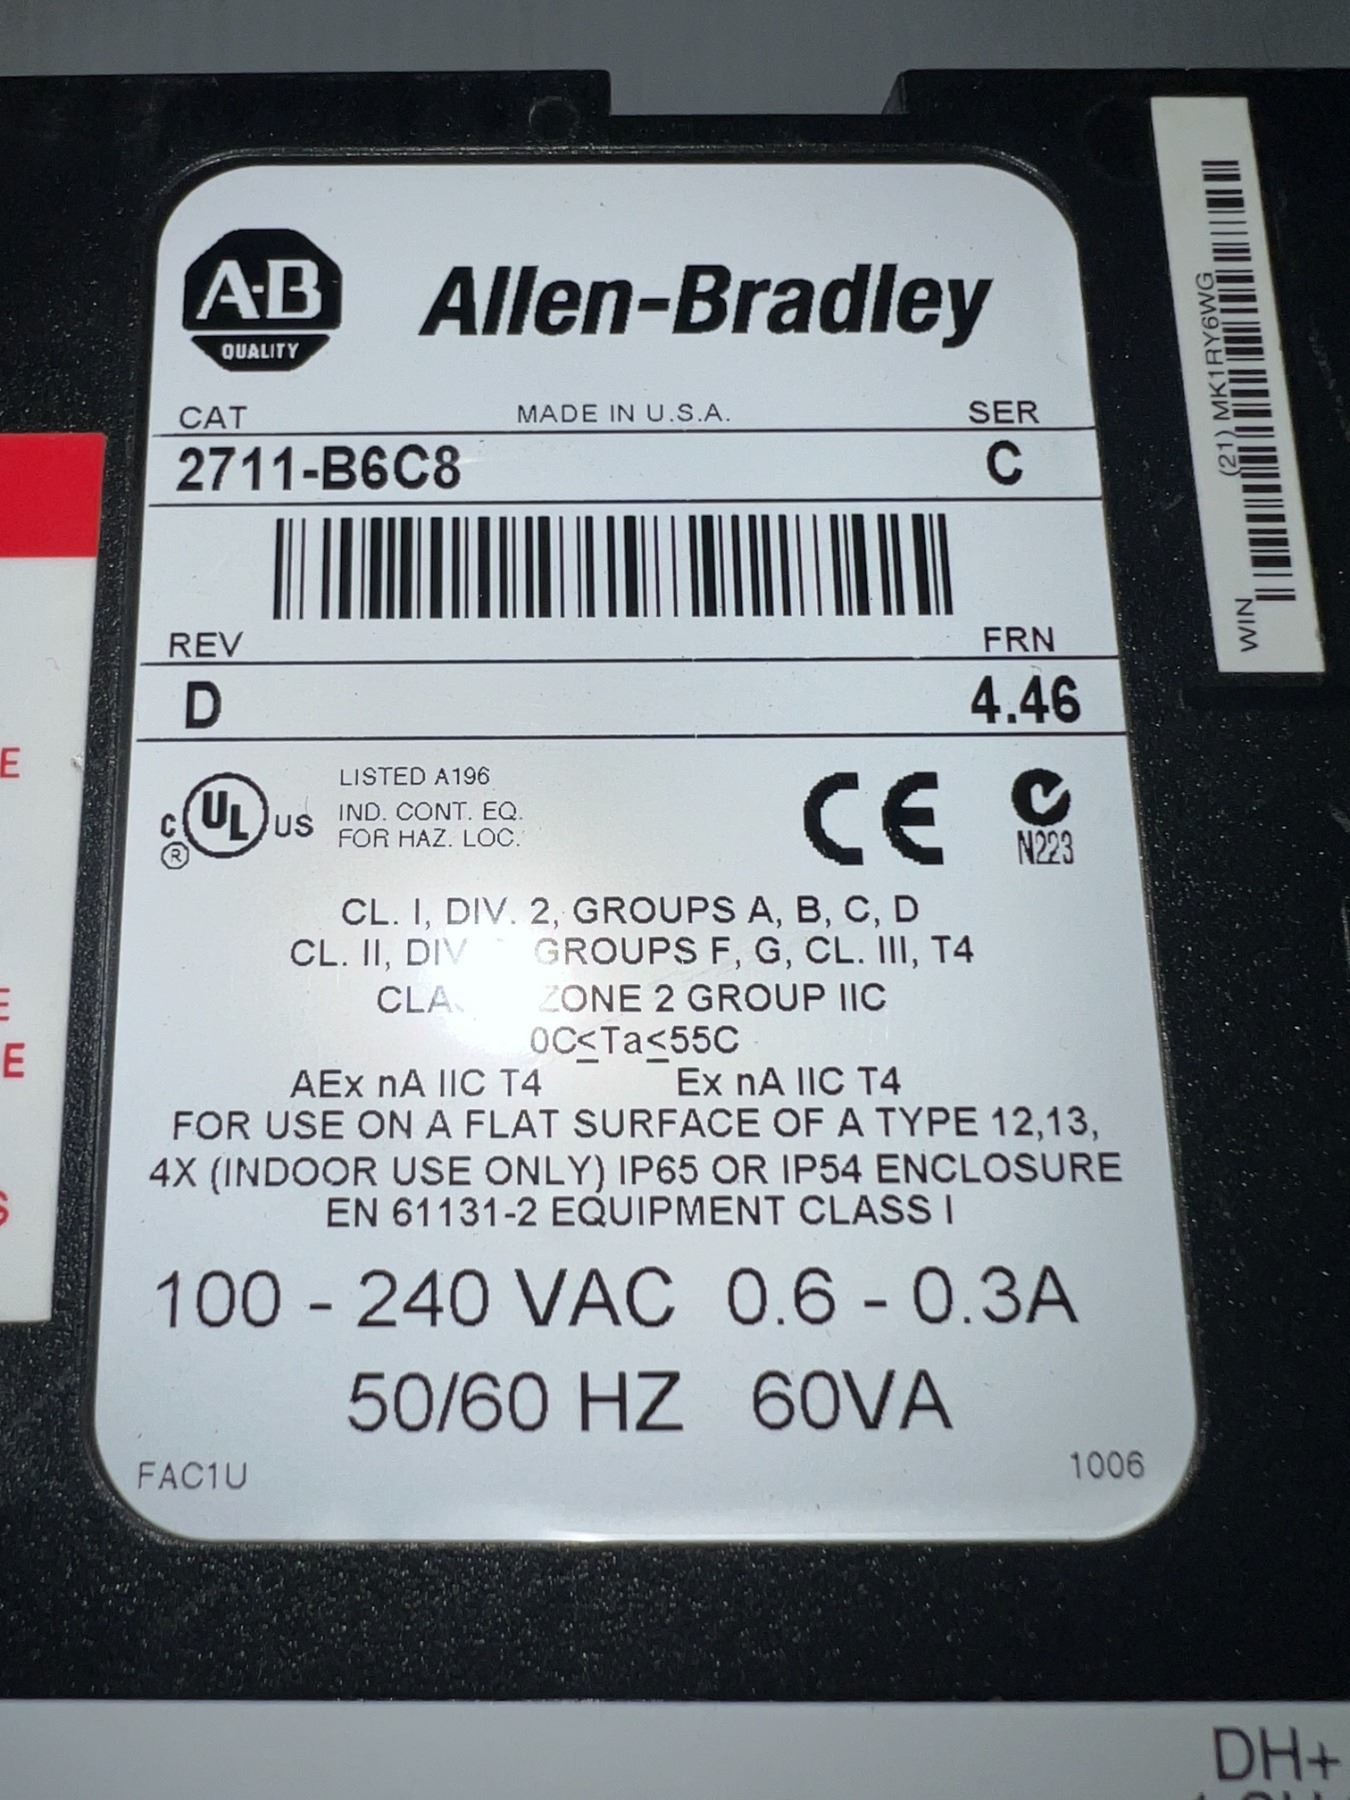 A-B
QUALITY
Allen-Bradley
CAT MADE IN U.S.A. SER
2711-B6C8 C
REV FRN
D 4.46
C UL US
®
LISTED A196
IND. CONT. EQ.
FOR HAZ. LOC.
CE
N223
CL. I, DIV. 2, GROUPS A, B, C, D
CL. II, DIV GROUPS F, G, CL. III, T4
ZONE 2 GROUP IIC
0C≤Ta≤55C
AEx nA IIC T4 Ex nA IIC T4
FOR USE ON A FLAT SURFACE OF A TYPE 12,13,
4X (INDOOR USE ONLY) IP65 OR IP54 ENCLOSURE
EN 61131-2 EQUIPMENT CLASS I
100 - 240 VAC 0.6 - 0.3A
50/60 HZ 60VA
FAC1U 1006
WIN
(21) MK1RY6WG
E
E
E
S
DH+